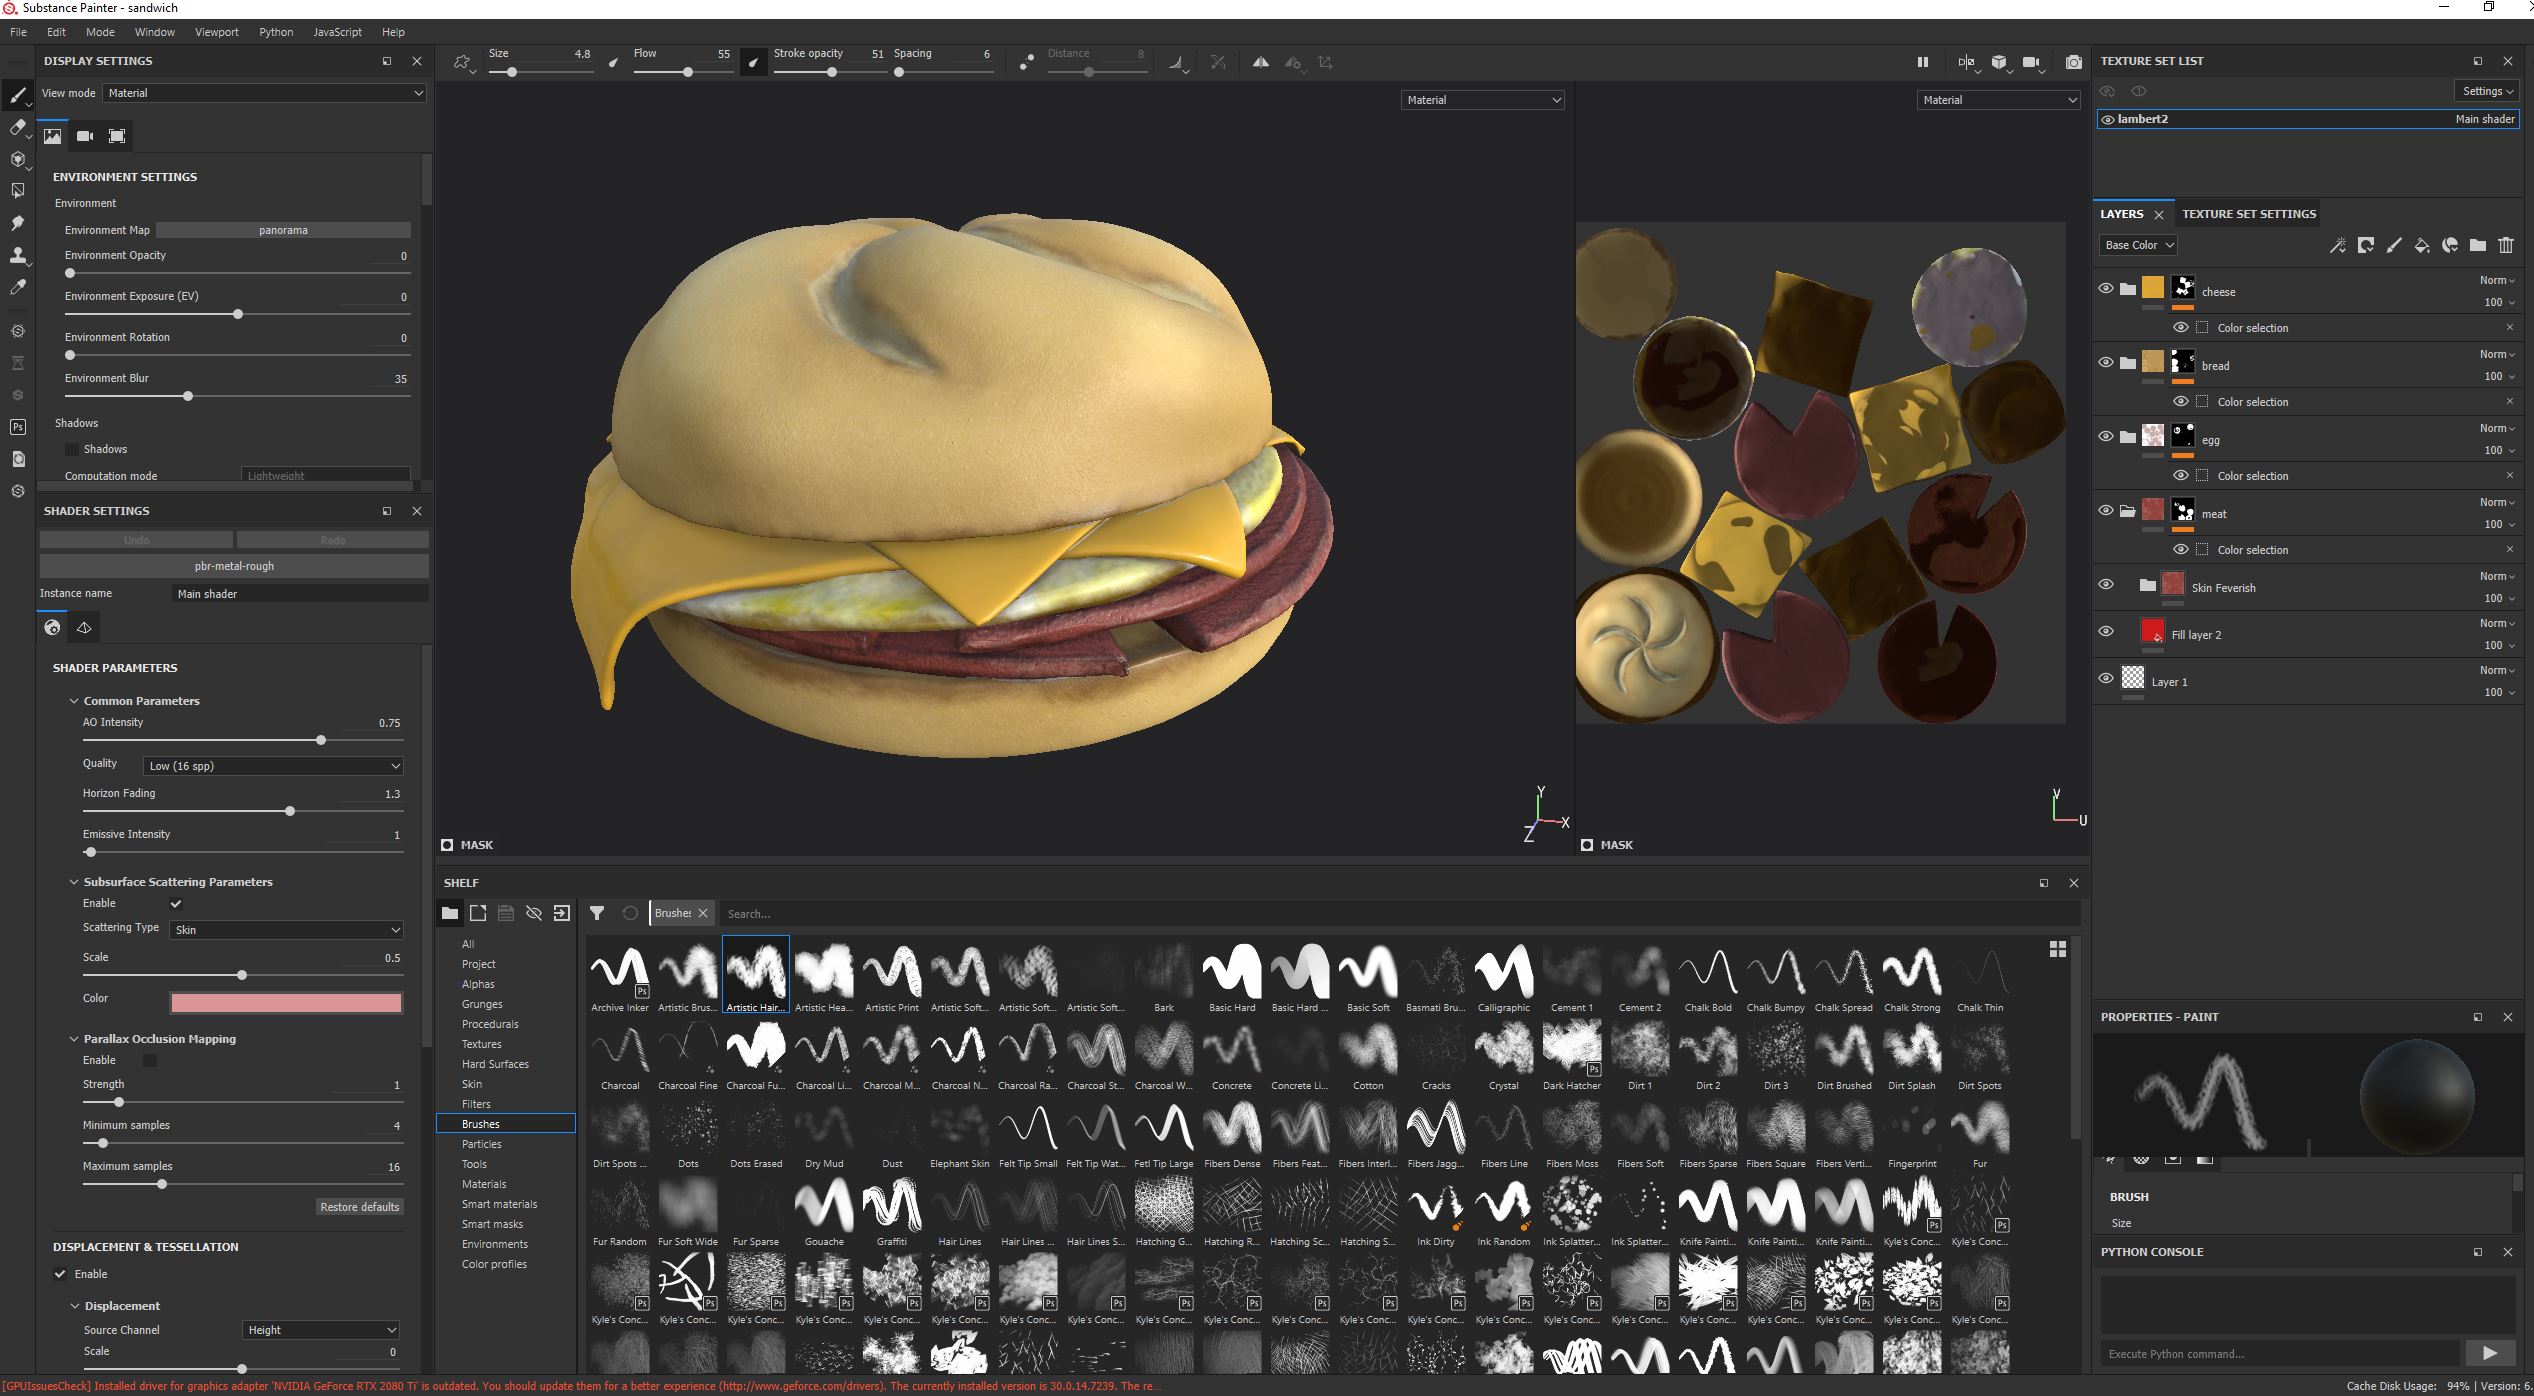 Substance Painter - sandwich
File Edit Mode Window Viewport Python JavaScript Help
DISPLAY SETTINGS
View mode Material
ENVIRONMENT SETTINGS
Environment
Environment Map panorama
Environment Opacity 0
Environment Exposure (EV) 0
Environment Rotation 0
Environment Blur 35
Shadows
Shadows
Computation mode Lightweight
SHADER SETTINGS
Undo Redo
pbr-metal-rough
Instance name Main shader
SHADER PARAMETERS
Common Parameters
AO Intensity 0.75
Quality Low (16 spp)
Horizon Fading 1.3
Emissive Intensity 1
Subsurface Scattering Parameters
Enable
Scattering Type Skin
Scale 0.5
Color
Parallax Occlusion Mapping
Enable
Strength 1
Minimum samples 4
Maximum samples 16
Restore defaults
DISPLACEMENT & TESSELLATION
Enable
Displacement
Source Channel Height
Scale 0
Size 4.8 Flow 55 Stroke opacity 51 Spacing 6 Distance 8
Material
Material
Y
X
Z
V
U
MASK
MASK
SHELF
Brushes Search...
All
Project
Alphas
Grunges
Procedurals
Textures
Hard Surfaces
Skin
Filters
Brushes
Particles
Tools
Materials
Smart materials
Smart masks
Environments
Color profiles
Archive Inker Artistic Brus... Artistic Hair... Artistic Hea... Artistic Print Artistic Soft... Artistic Soft... Artistic Soft... Bark Basic Hard Basic Hard ... Basic Soft Basmati Bru... Calligraphic Cement 1 Cement 2 Chalk Bold Chalk Bumpy Chalk Spread Chalk Strong Chalk Thin
Charcoal Charcoal Fine Charcoal Fu... Charcoal Li... Charcoal M... Charcoal N... Charcoal Ra... Charcoal St... Charcoal W... Concrete Concrete Li... Cotton Cracks Crystal Dark Hatcher Dirt 1 Dirt 2 Dirt 3 Dirt Brushed Dirt Splash Dirt Spots
Dirt Spots ... Dots Dots Erased Dry Mud Dust Elephant Skin Felt Tip Small Felt Tip Wat... Fetl Tip Large Fibers Dense Fibers Feat... Fibers Interl... Fibers Jagg... Fibers Line Fibers Moss Fibers Soft Fibers Sparse Fibers Square Fibers Verti... Fingerprint Fur
Fur Random Fur Soft Wide Fur Sparse Gouache Graffiti Hair Lines Hair Lines ... Hair Lines S... Hatching G... Hatching R... Hatching Sc... Hatching S... Ink Dirty Ink Random Ink Splatter... Ink Splatter... Knife Painti... Knife Painti... Knife Painti... Kyle's Conc... Kyle's Conc...
Kyle's Conc... Kyle's Conc... Kyle's Conc... Kyle's Conc... Kyle's Conc... Kyle's Conc... Kyle's Conc... Kyle's Conc... Kyle's Conc... Kyle's Conc... Kyle's Conc... Kyle's Conc... Kyle's Conc... Kyle's Conc... Kyle's Conc... Kyle's Conc... Kyle's Conc... Kyle's Conc... Kyle's Conc... Kyle's Conc... Kyle's Conc...
TEXTURE SET LIST
Settings
lambert2 Main shader
LAYERS TEXTURE SET SETTINGS
Base Color
cheese Norm 100
Color selection
bread Norm 100
Color selection
egg Norm 100
Color selection
meat Norm 100
Color selection
Skin Feverish Norm 100
Fill layer 2 Norm 100
Layer 1 Norm 100
PROPERTIES - PAINT
BRUSH
Size
PYTHON CONSOLE
Execute Python command...
[GPUIssuesCheck] Installed driver for graphics adapter 'NVIDIA GeForce RTX 2080 Ti' is outdated. You should update them for a better experience (http://www.geforce.com/drivers). The currently installed version is 30.0.14.7239. The re...
Cache Disk Usage: 94% | Version: 6.